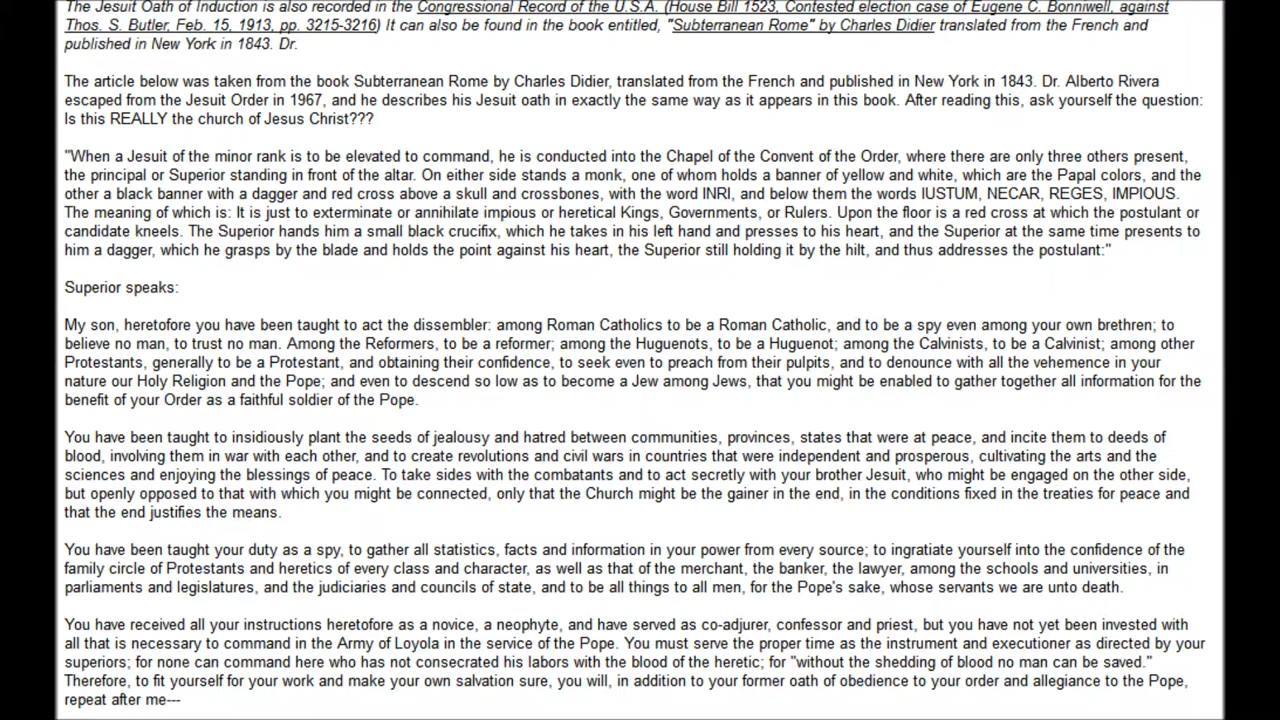 The Jesuit Oath of Induction is also recorded in the Congressional Record of the U.S.A. (House Bill 1523, Contested election case of Eugene C. Bonniwell, against
Thos. S. Butler, Feb. 15, 1913, pp. 3215-3216) It can also be found in the book entitled, "Subterranean Rome" by Charles Didier translated from the French and
published in New York in 1843. Dr.
The article below was taken from the book Subterranean Rome by Charles Didier, translated from the French and published in New York in 1843. Dr. Alberto Rivera
escaped from the Jesuit Order in 1967, and he describes his Jesuit oath in exactly the same way as it appears in this book. After reading this, ask yourself the question:
Is this REALLY the church of Jesus Christ???
"When a Jesuit of the minor rank is to be elevated to command, he is conducted into the Chapel of the Convent of the Order, where there are only three others present,
the principal or Superior standing in front of the altar. On either side stands a monk, one of whom holds a banner of yellow and white, which are the Papal colors, and the
other a black banner with a dagger and red cross above a skull and crossbones, with the word INRI, and below them the words IUSTUM, NECAR, REGES, IMPIOUS.
The meaning of which is: It is just to exterminate or annihilate impious or heretical Kings, Governments, or Rulers. Upon the floor is a red cross at which the postulant or
candidate kneels. The Superior hands him a small black crucifix, which he takes in his left hand and presses to his heart, and the Superior at the same time presents to
him a dagger, which he grasps by the blade and holds the point against his heart, the Superior still holding it by the hilt, and thus addresses the postulant:"
Superior speaks:
My son, heretofore you have been taught to act the dissembler: among Roman Catholics to be a Roman Catholic, and to be a spy even among your own brethren; to
believe no man, to trust no man. Among the Reformers, to be a reformer; among the Huguenots, to be a Huguenot; among the Calvinists, to be a Calvinist; among other
Protestants, generally to be a Protestant, and obtaining their confidence, to seek even to preach from their pulpits, and to denounce with all the vehemence in your
nature our Holy Religion and the Pope; and even to descend so low as to become a Jew among Jews, that you might be enabled to gather together all information for the
benefit of your Order as a faithful soldier of the Pope.
You have been taught to insidiously plant the seeds of jealousy and hatred between communities, provinces, states that were at peace, and incite them to deeds of
blood, involving them in war with each other, and to create revolutions and civil wars in countries that were independent and prosperous, cultivating the arts and the
sciences and enjoying the blessings of peace. To take sides with the combatants and to act secretly with your brother Jesuit, who might be engaged on the other side,
but openly opposed to that with which you might be connected, only that the Church might be the gainer in the end, in the conditions fixed in the treaties for peace and
that the end justifies the means.
You have been taught your duty as a spy, to gather all statistics, facts and information in your power from every source; to ingratiate yourself into the confidence of the
family circle of Protestants and heretics of every class and character, as well as that of the merchant, the banker, the lawyer, among the schools and universities, in
parliaments and legislatures, and the judiciaries and councils of state, and to be all things to all men, for the Pope's sake, whose servants we are unto death.
You have received all your instructions heretofore as a novice, a neophyte, and have served as co-adjurer, confessor and priest, but you have not yet been invested with
all that is necessary to command in the Army of Loyola in the service of the Pope. You must serve the proper time as the instrument and executioner as directed by your
superiors; for none can command here who has not consecrated his labors with the blood of the heretic; for "without the shedding of blood no man can be saved."
Therefore, to fit yourself for your work and make your own salvation sure, you will, in addition to your former oath of obedience to your order and allegiance to the Pope,
repeat after me---